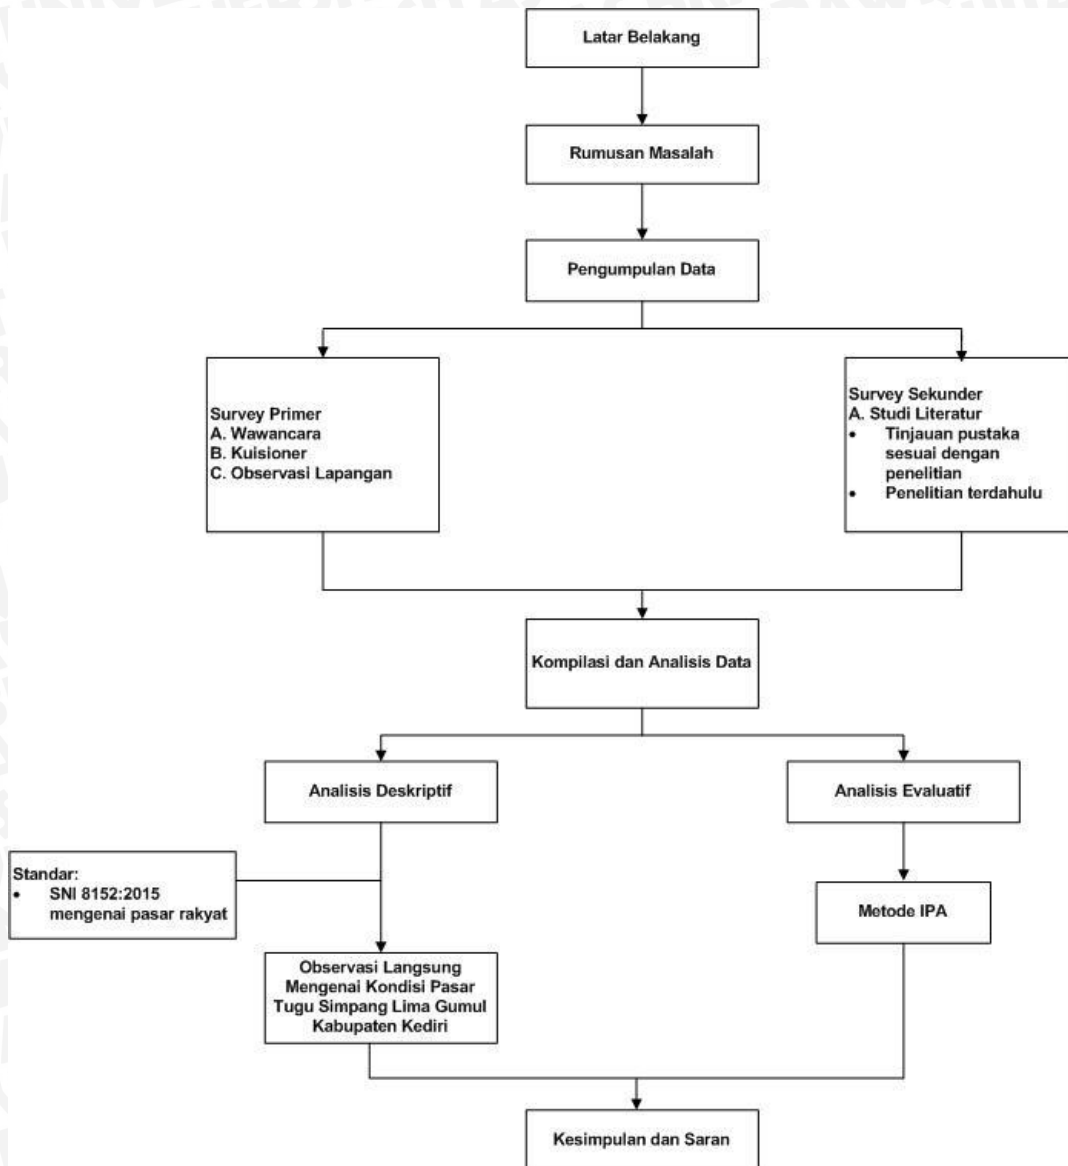 Latar Belakang
Rumusan Masalah
Pengumpulan Data
Survey Primer
A. Wawancara
B. Kuisioner
C. Observasi Lapangan
Survey Sekunder
A. Studi Literatur
• Tinjauan pustaka
sesuai dengan
penelitian
• Penelitian terdahulu
Kompilasi dan Analisis Data
Analisis Deskriptif
Analisis Evaluatif
Standar:
• SNI 8152:2015
mengenai pasar rakyat
Metode IPA
Observasi Langsung
Mengenai Kondisi Pasar
Tugu Simpang Lima Gumul
Kabupaten Kediri
Kesimpulan dan Saran